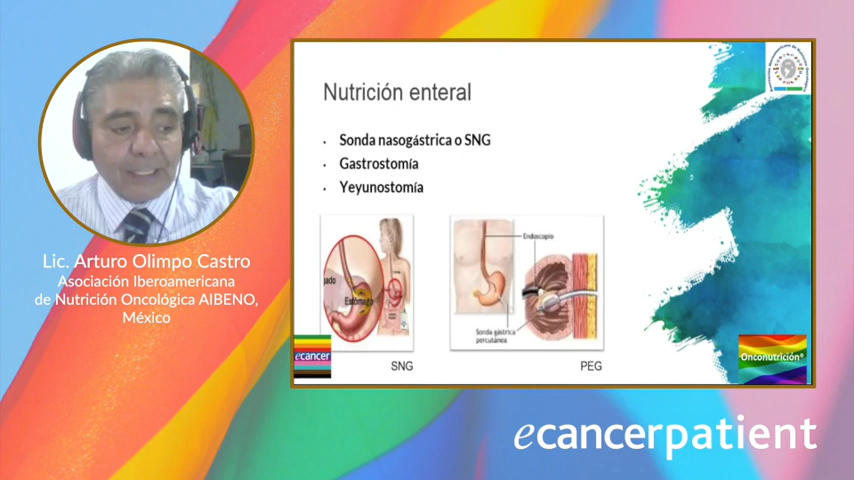 Lic. Arturo Olimpo Castro
Asociación Iberoamericana
de Nutrición Oncológica AIBENO,
México
Nutrición enteral
· Sonda nasogástrica o SNG
· Gastrostomía
· Yeyunostomía
gado
Estómago
Endoscopio
Sonda gástrica
percutánea
SNG
PEG
ecancer
Onconutrición®
ecancerpatient